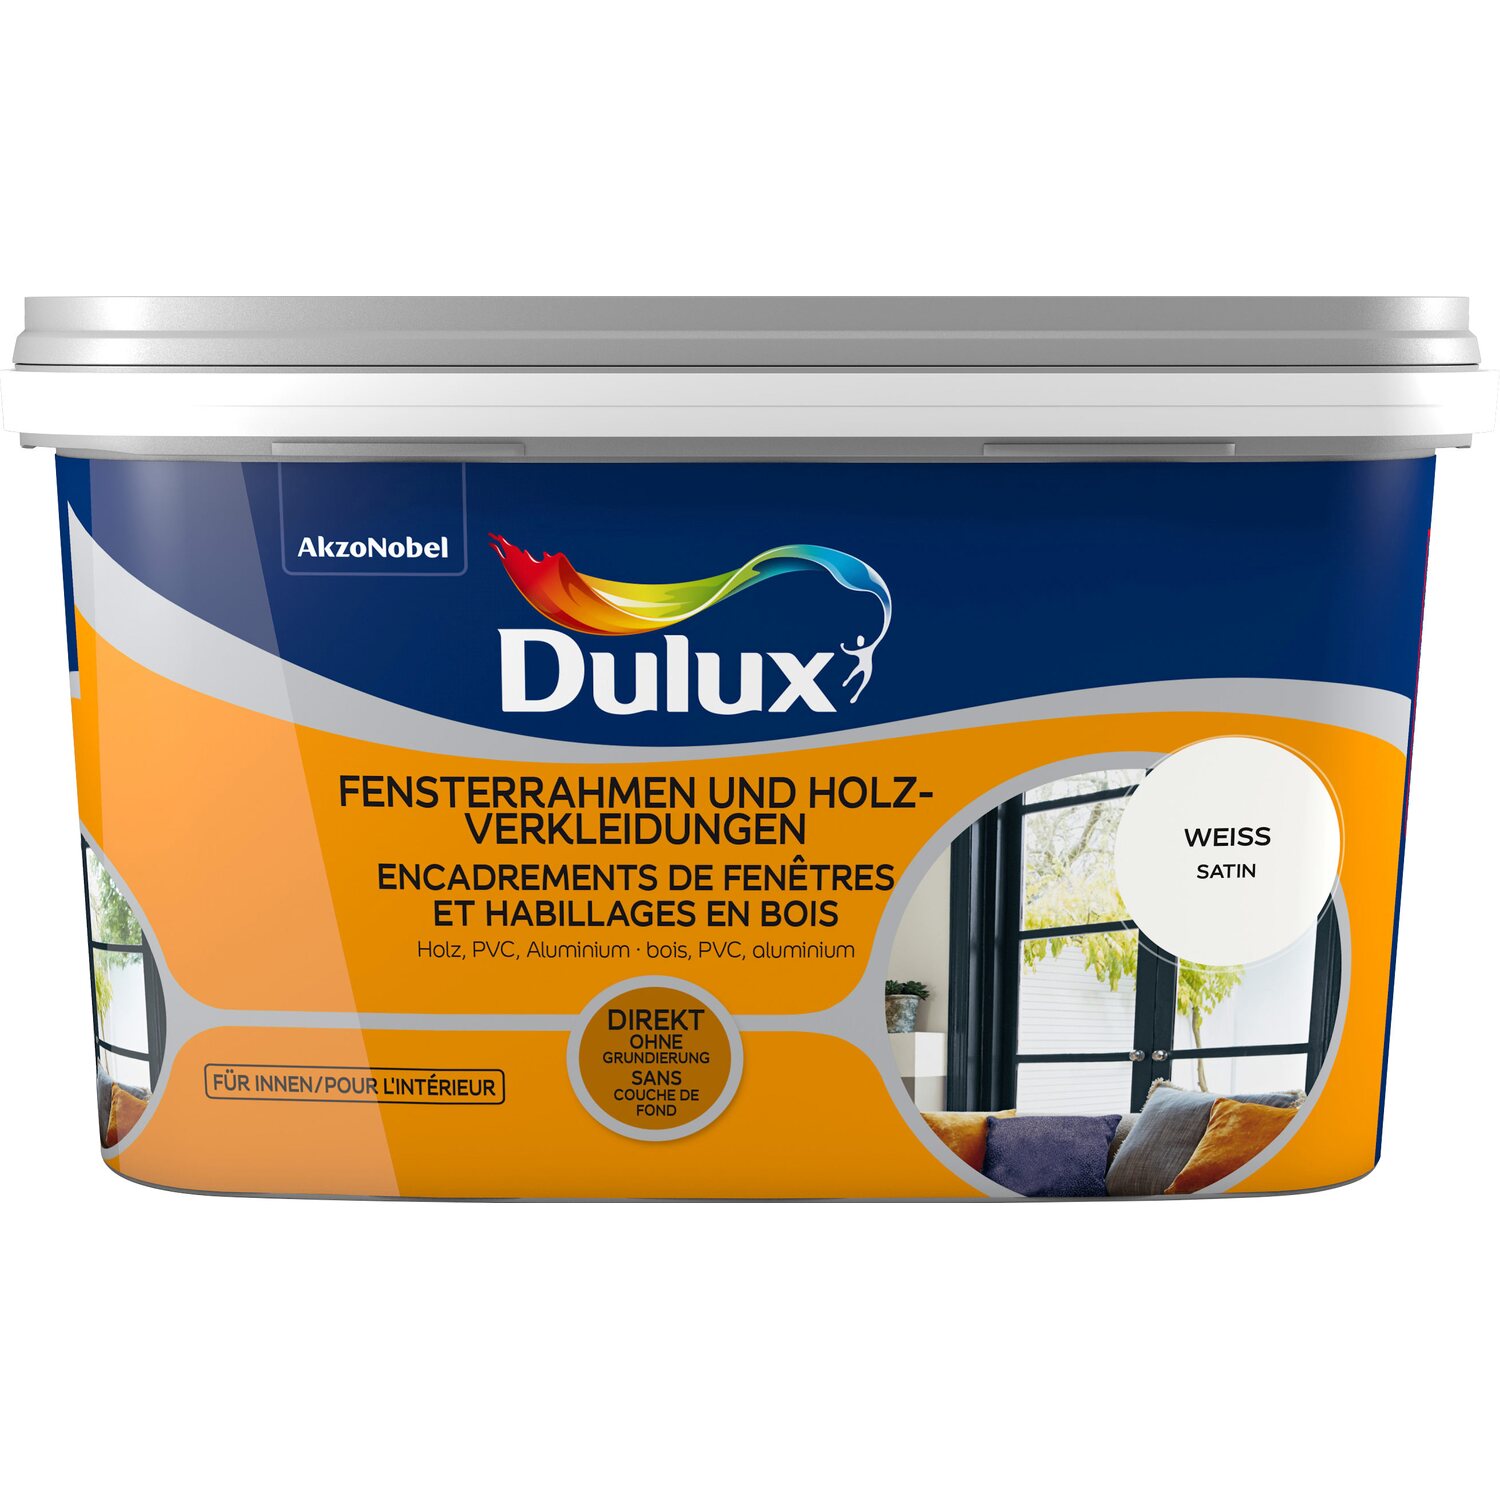 AkzoNobel
Dulux
FENSTERRAHMEN UND HOLZ-
VERKLEIDUNGEN
ENCADREMENTS DE FENÊTRES
ET HABILLAGES EN BOIS
Holz, PVC, Aluminium · bois, PVC, aluminium
WEISS
SATIN
DIREKT
OHNE
GRUNDIERUNG
SANS
COUCHE DE
FOND
FÜR INNEN/POUR L'INTÉRIEUR